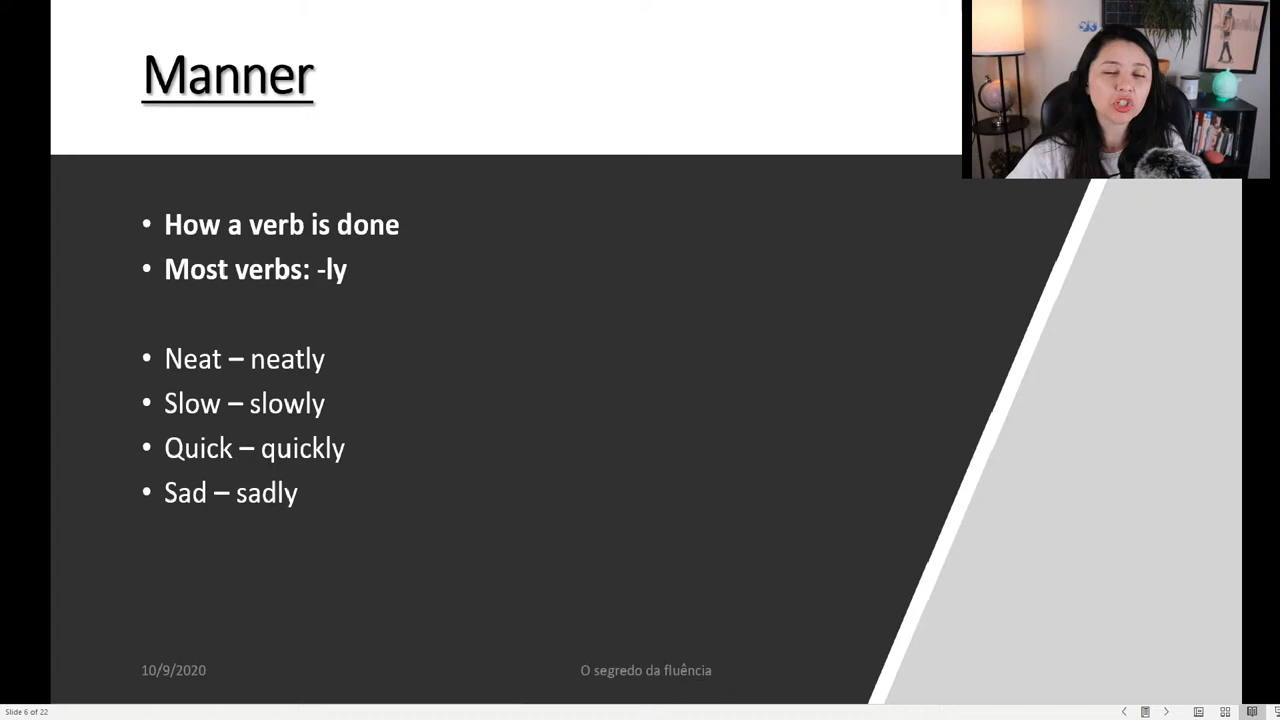 Manner
• How a verb is done
• Most verbs: -ly
• Neat – neatly
• Slow – slowly
• Quick – quickly
• Sad – sadly
10/9/2020
O segredo da fluência
Slide 6 of 22